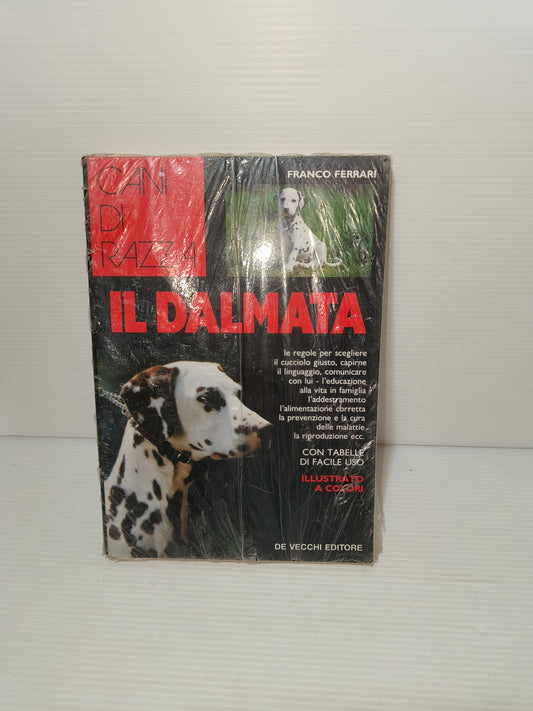 CANI
DI
RAZZA
FRANCO FERRARI
IL DALMATA
le regole per scegliere
il cucciolo giusto, capirne
il linguaggio, comunicare
con lui - l'educazione
alla vita in famiglia
l'addestramento
l'alimentazione corretta
la prevenzione e la cura
delle malattie
la riproduzione ecc.
CON TABELLE
DI FACILE USO
ILLUSTRATO
A COLORI
DE VECCHI EDITORE